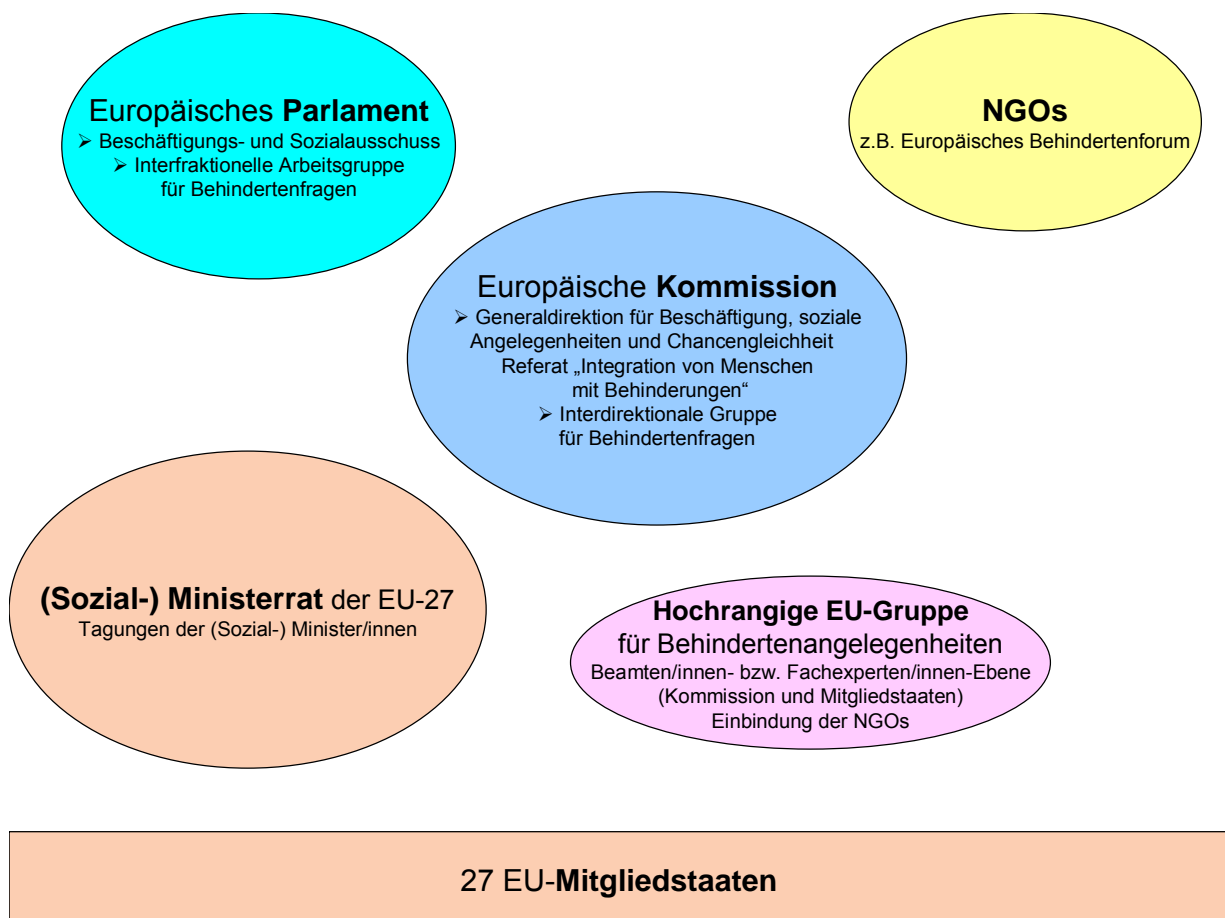 Europäisches Parlament
➢ Beschäftigungs- und Sozialausschuss
➢ Interfraktionelle Arbeitsgruppe
für Behindertenfragen
NGOs
z.B. Europäisches Behindertenforum
Europäische Kommission
➢ Generaldirektion für Beschäftigung, soziale
Angelegenheiten und Chancengleichheit
Referat „Integration von Menschen
mit Behinderungen“
➢ Interdirektionale Gruppe
für Behindertenfragen
(Sozial-) Ministerrat der EU-27
Tagungen der (Sozial-) Minister/innen
Hochrangige EU-Gruppe
für Behindertenangelegenheiten
Beamten/innen- bzw. Fachexperten/innen-Ebene
(Kommission und Mitgliedstaaten)
Einbindung der NGOs
27 EU-Mitgliedstaaten